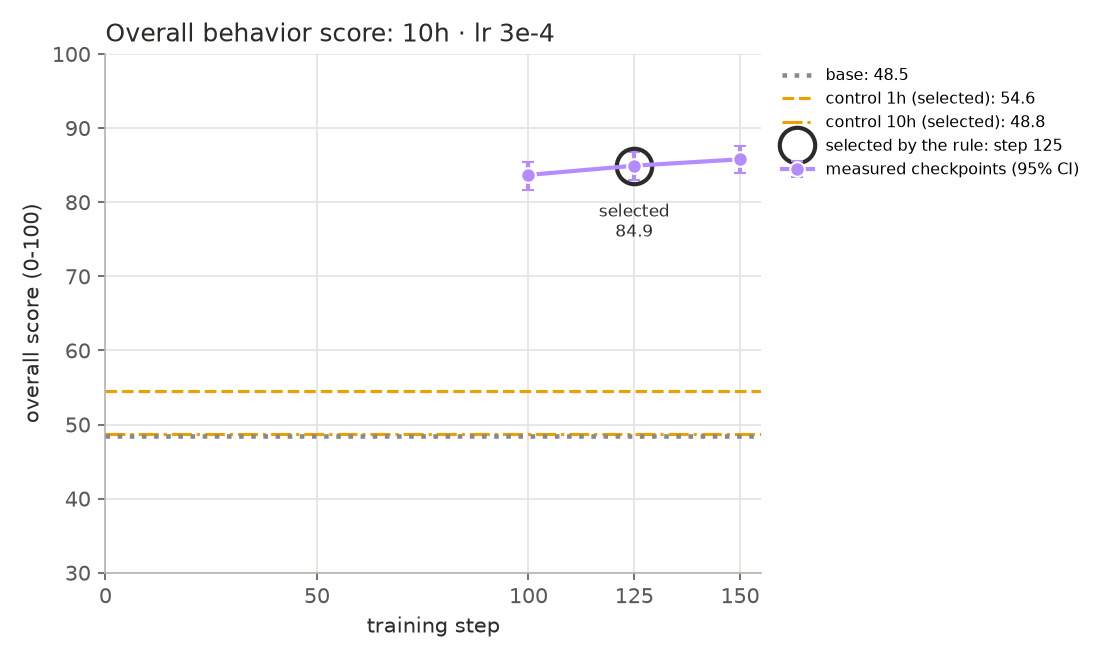 Overall behavior score: 10h · lr 3e-4
100
90
80
70
60
50
40
30
overall score (0-100)
0
50
100
125
150
training step
selected
84.9
base: 48.5
control 1h (selected): 54.6
control 10h (selected): 48.8
selected by the rule: step 125
measured checkpoints (95% CI)